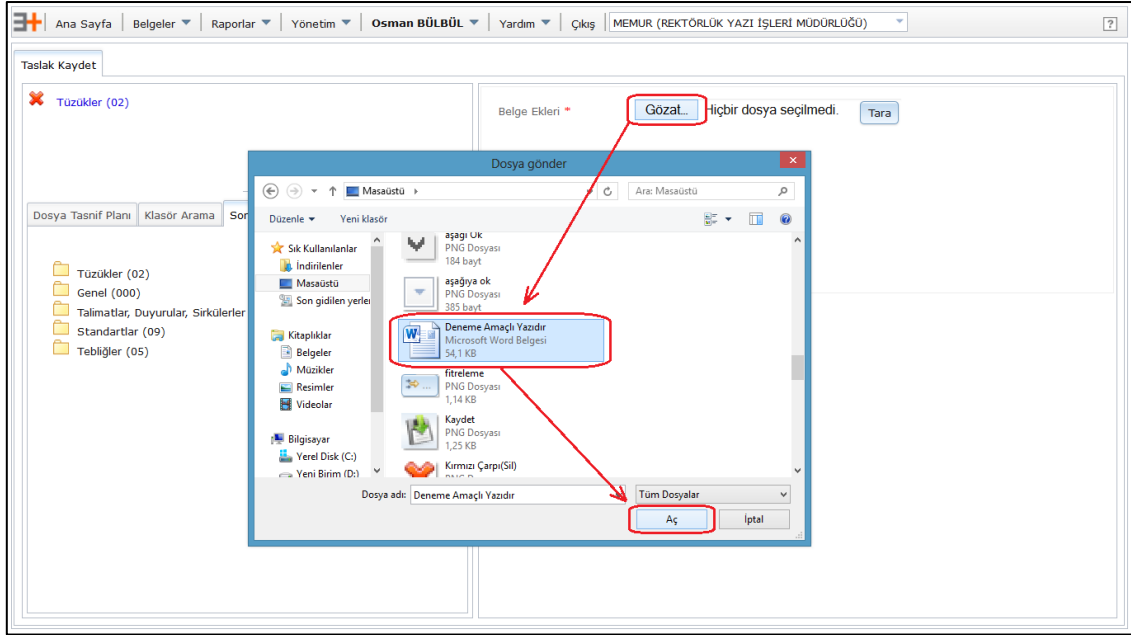 Ana Sayfa Belgeler Raporlar Yönetim Osman BÜLBÜL Yardım Çıkış MEMUR (REKTÖRLÜK YAZI İŞLERİ MÜDÜRLÜĞÜ) ?
Taslak Kaydet
Tüzükler (02)
Belge Ekleri * Gözat... Hiçbir dosya seçilmedi. Tara
Dosya Tasnif Planı Klasör Arama Son
Tüzükler (02)
Genel (000)
Talimatlar, Duyurular, Sirkülerler
Standartlar (09)
Tebliğler (05)
Dosya gönder
Masaüstü Ara: Masaüstü
Düzenle Yeni klasör
Sık Kullanılanlar
İndirilenler
Masaüstü
Son gidilen yerler
Kitaplıklar
Belgeler
Müzikler
Resimler
Videolar
Bilgisayar
Yerel Disk (C:)
Yeni Birim (D:)
aşagi Ok
PNG Dosyası
184 bayt
aşağıya ok
PNG Dosyası
385 bayt
Deneme Amaçlı Yazıdır
Microsoft Word Belgesi
54,1 KB
fitreleme
PNG Dosyası
1,14 KB
Kaydet
PNG Dosyası
1,25 KB
Kırmızı Çarpı(Sil)
Dosya adı: Deneme Amaçlı Yazıdır Tüm Dosyalar
Aç İptal